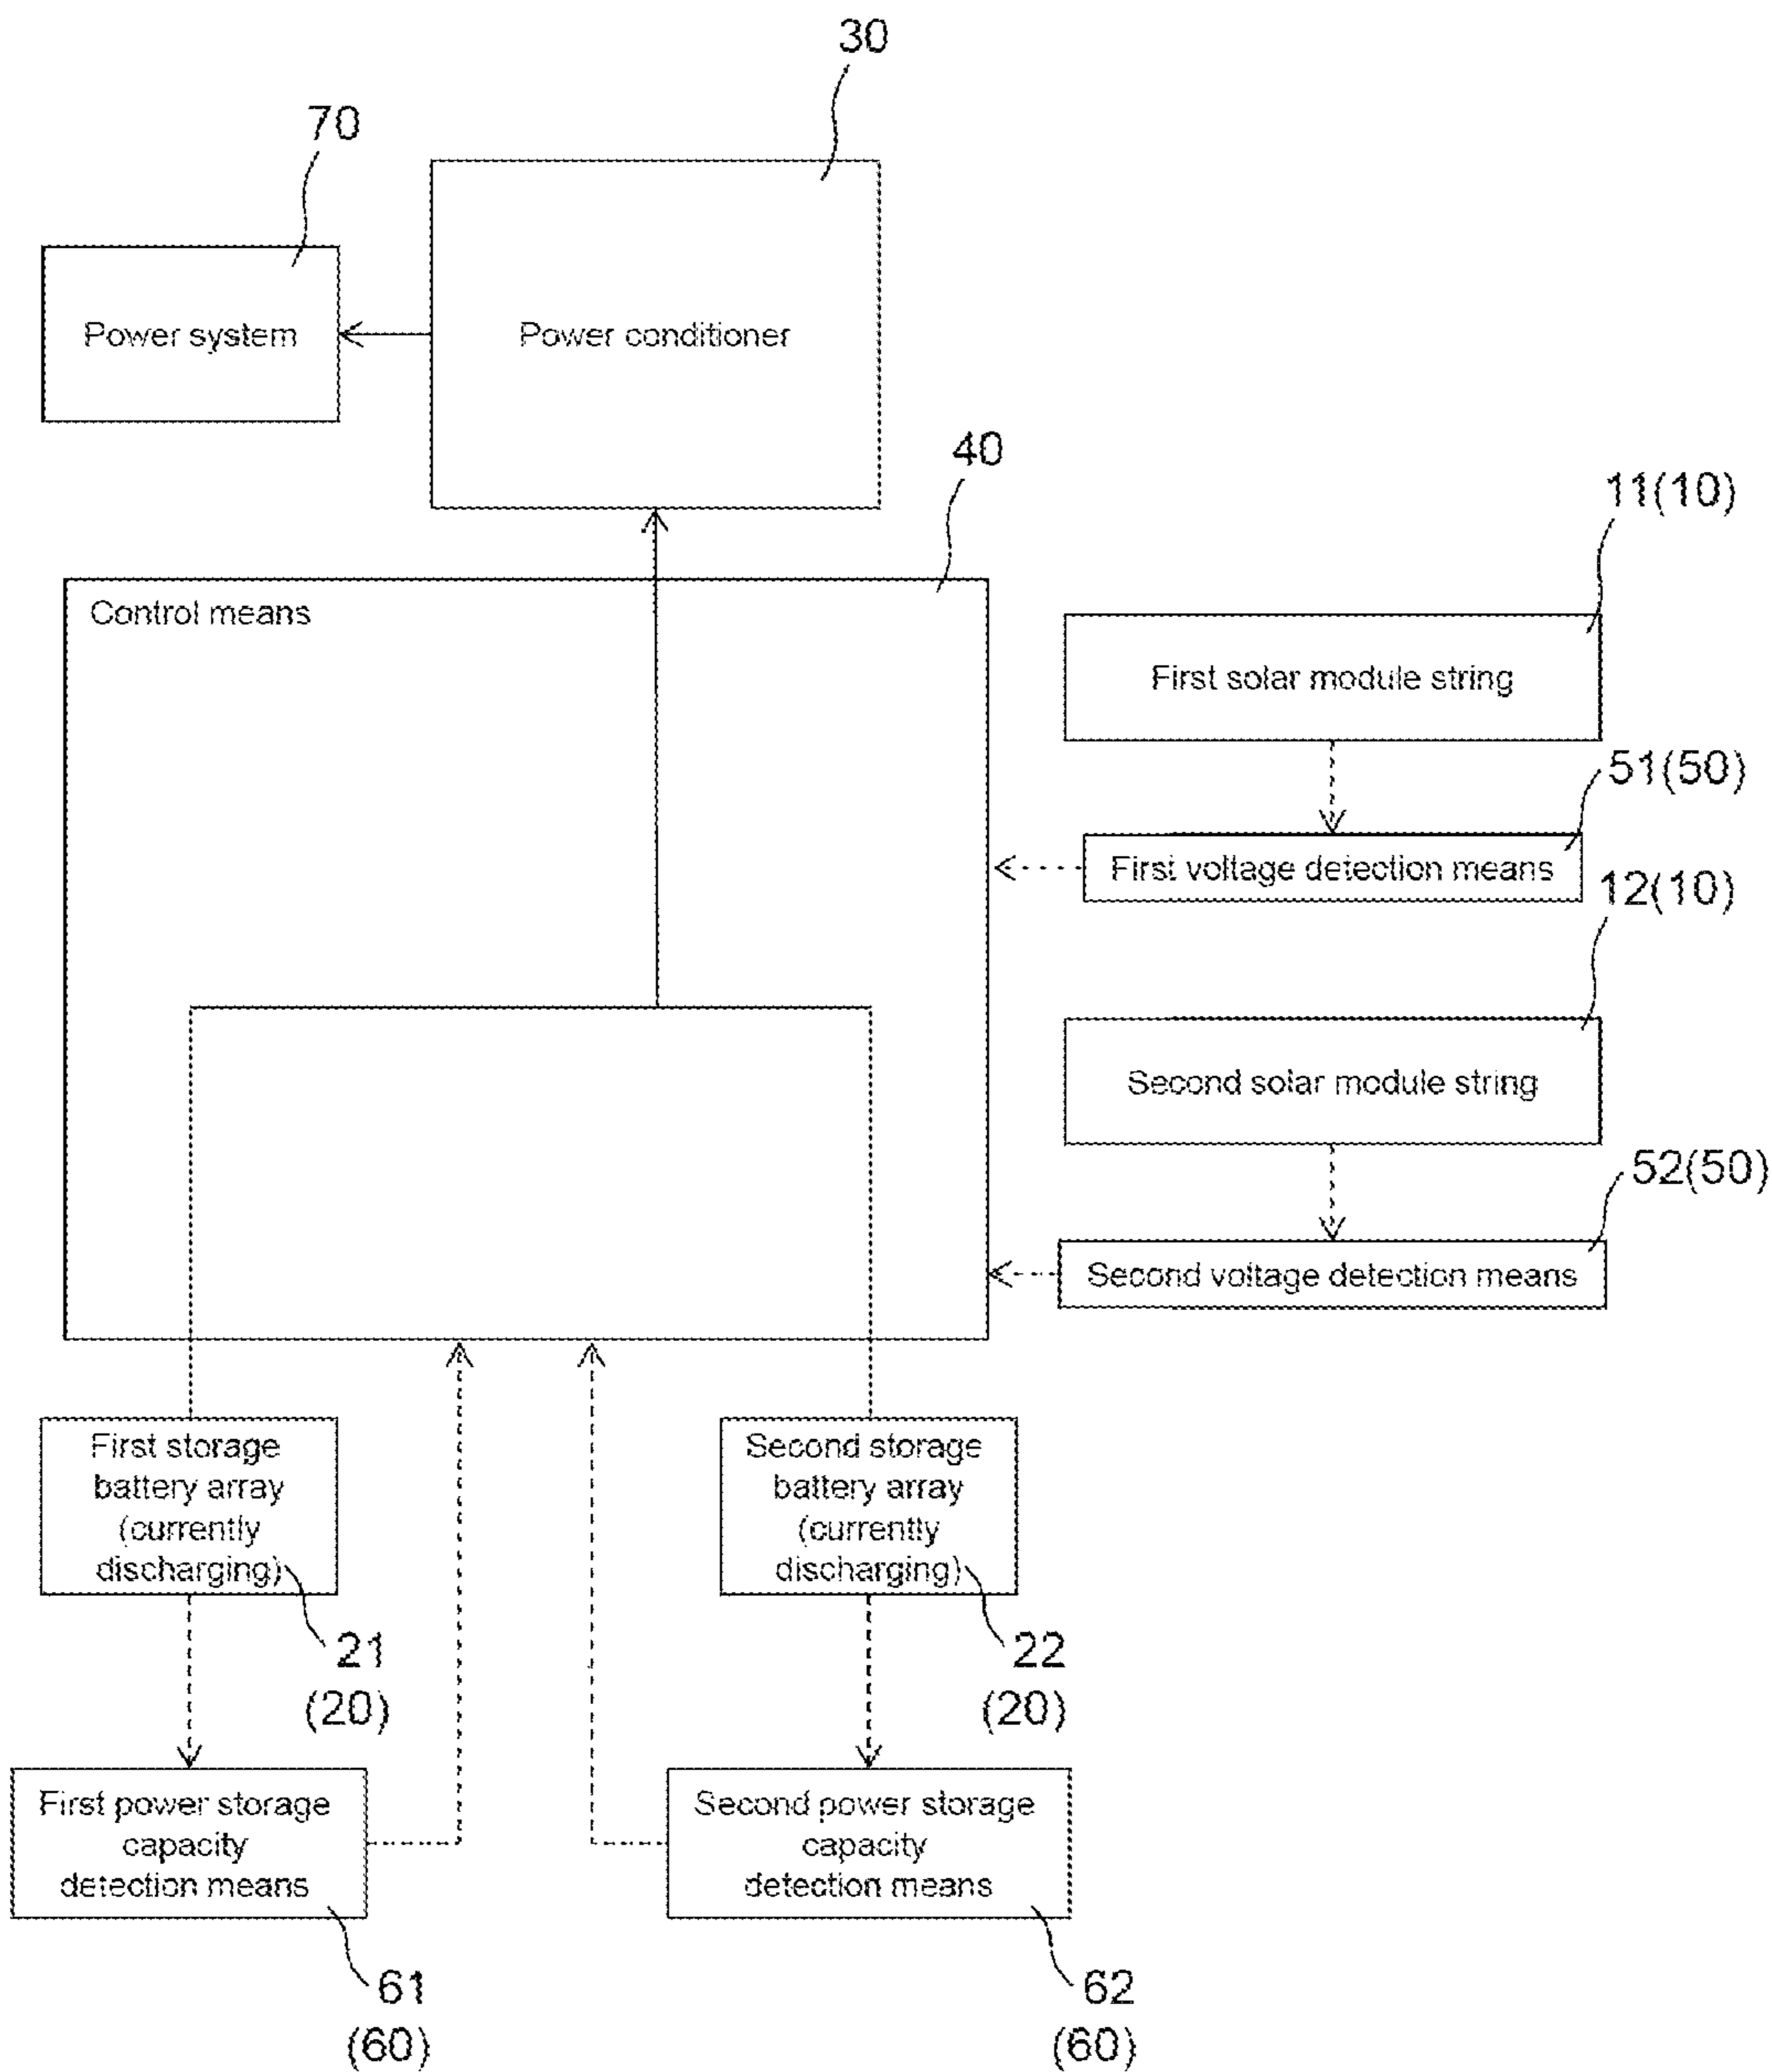 30
70
Power system
Power conditioner
40
11(10)
Control means
First solar module string
51(50)
First voltage detection means
12(10)
Second solar module string
52(50)
Second voltage detection means
First storage
battery array
(currently
discharging)
Second storage
battery array
(currently
discharging)
21
(20)
22
(20)
First power storage
capacity
detection means
Second power storage
capacity
detection means
61
(60)
62
(60)